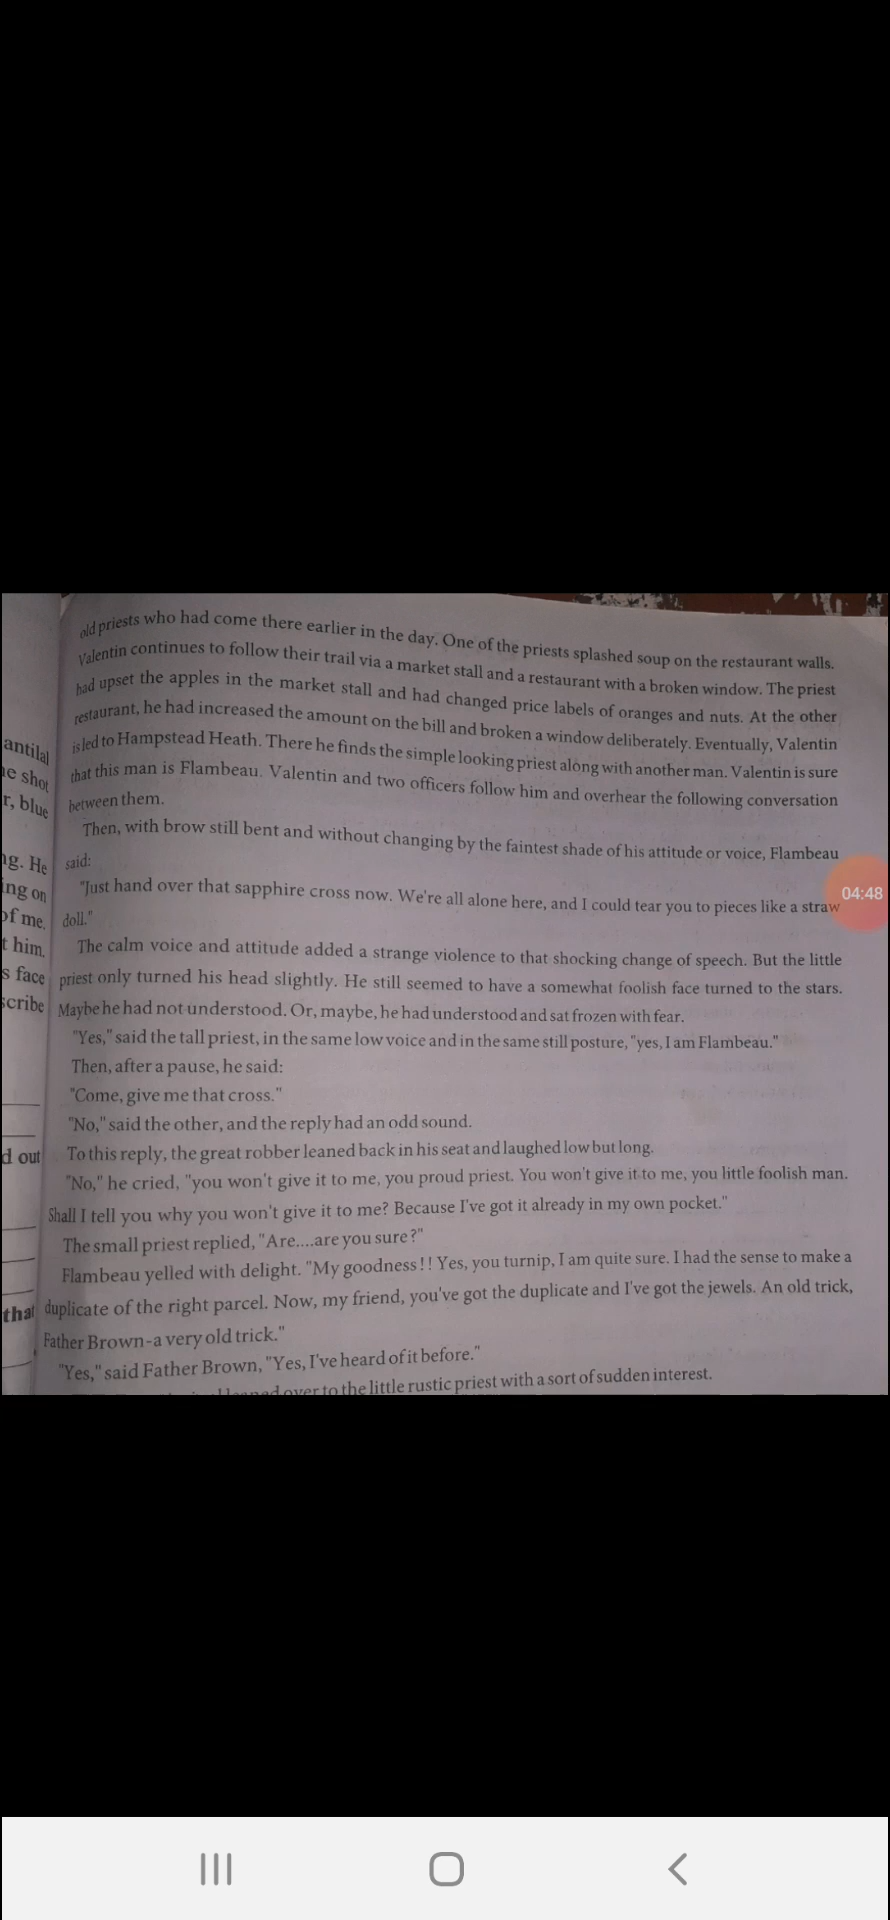 old priests who had come there earlier in the day. One of the priests splashed soup on the restaurant walls.
Valentin continues to follow their trail via a market stall and a restaurant with a broken window. The priest
had upset the apples in the market stall and had changed price labels of oranges and nuts. At the other
restaurant, he had increased the amount on the bill and broken a window deliberately. Eventually, Valentin
is led to Hampstead Heath. There he finds the simple looking priest along with another man. Valentin is sure
that this man is Flambeau. Valentin and two officers follow him and overhear the following conversation
between them.
Then, with brow still bent and without changing by the faintest shade of his attitude or voice, Flambeau
said:
"Just hand over that sapphire cross now. We're all alone here, and I could tear you to pieces like a straw
doll."
The calm voice and attitude added a strange violence to that shocking change of speech. But the little
priest only turned his head slightly. He still seemed to have a somewhat foolish face turned to the stars.
Maybe he had not understood. Or, maybe, he had understood and sat frozen with fear.
"Yes," said the tall priest, in the same low voice and in the same still posture, "yes, I am Flambeau."
Then, after a pause, he said:
"Come, give me that cross."
"No," said the other, and the reply had an odd sound.
To this reply, the great robber leaned back in his seat and laughed low but long.
"No," he cried, "you won't give it to me, you proud priest. You won't give it to me, you little foolish man.
Shall I tell you why you won't give it to me? Because I've got it already in my own pocket."
The small priest replied, "Are....are you sure?"
Flambeau yelled with delight. "My goodness!! Yes, you turnip, I am quite sure. I had the sense to make a
duplicate of the right parcel. Now, my friend, you've got the duplicate and I've got the jewels. An old trick,
Father Brown-a very old trick."
"Yes," said Father Brown, "Yes, I've heard of it before."
over to the little rustic priest with a sort of sudden interest.
antilal
he shot
r, blue
ng. He
ing on
of me.
t him.
s face
scribe
d out
that
04:48